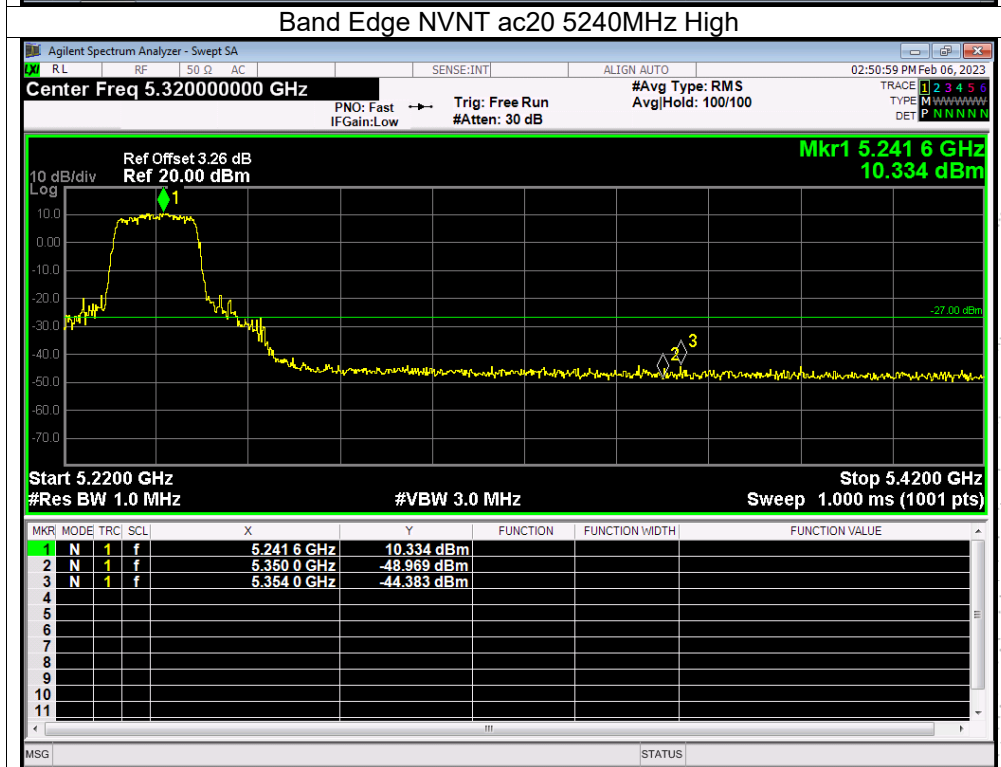 Band Edge NVNT ac20 5240MHz High
Agilent Spectrum Analyzer - Swept SA
LXI RL RF 50 Ω AC SENSE:INT ALIGN AUTO 02:50:59 PM Feb 06, 2023
Center Freq 5.320000000 GHz #Avg Type: RMS TRACE 1 2 3 4 5 6
PNO: Fast Trig: Free Run Avg|Hold: 100/100 TYPE M WWWWW
IFGain:Low #Atten: 30 dB DET P N N N N N
Mkr1 5.241 6 GHz
10.334 dBm
Ref Offset 3.26 dB
10 dB/div Ref 20.00 dBm
Log
1
10.0
0.00
-10.0
-20.0
-27.00 dBm
-30.0
-40.0
2 3
-50.0
-60.0
-70.0
Start 5.2200 GHz Stop 5.4200 GHz
#Res BW 1.0 MHz #VBW 3.0 MHz Sweep 1.000 ms (1001 pts)
MKR MODE TRC SCL X Y FUNCTION FUNCTION WIDTH FUNCTION VALUE
1 N 1 f 5.241 6 GHz 10.334 dBm
2 N 1 f 5.350 0 GHz -48.969 dBm
3 N 1 f 5.354 0 GHz -44.383 dBm
4
5
6
7
8
9
10
11
MSG STATUS